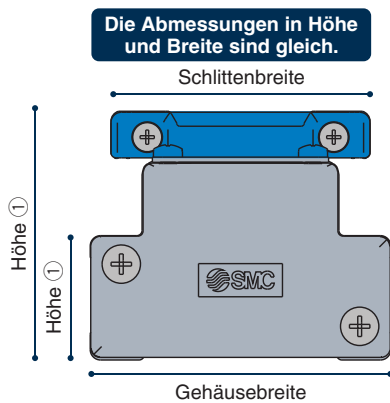 Die Abmessungen in Höhe
und Breite sind gleich.
Schlittenbreite
Höhe ①
Höhe ①
SMC
Gehäusebreite